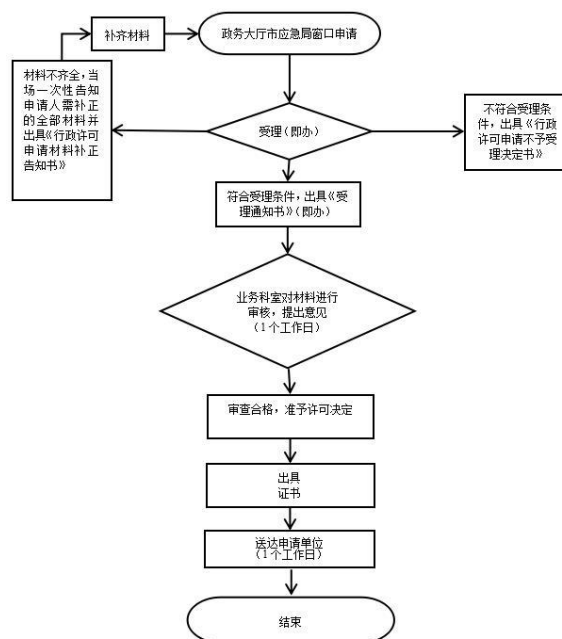 补齐材料
政务大厅市应急局窗口申请
材料不齐全，当
场一次性告知
申请人需补正
的全部材料并
出具《行政许可
申请材料补正
告知书》
受理（即办）
不符合受理条
件，出具《行政
许可申请不予受
理决定书》
符合受理条件，出具《受
理通知书》（即办）
业务科室对材料进行
审核，提出意见
（1个工作日）
审查合格，准予许可决定
出具
证书
送达申请单位
（1个工作日）
结束